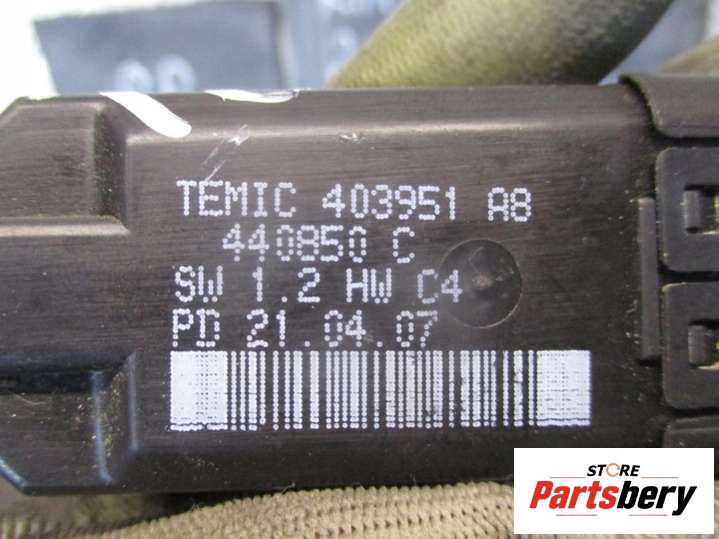 TEMIC 403951 A8
440850 C
SW 1.2 HW C4
PD 21.04.07
STORE
Partsbery